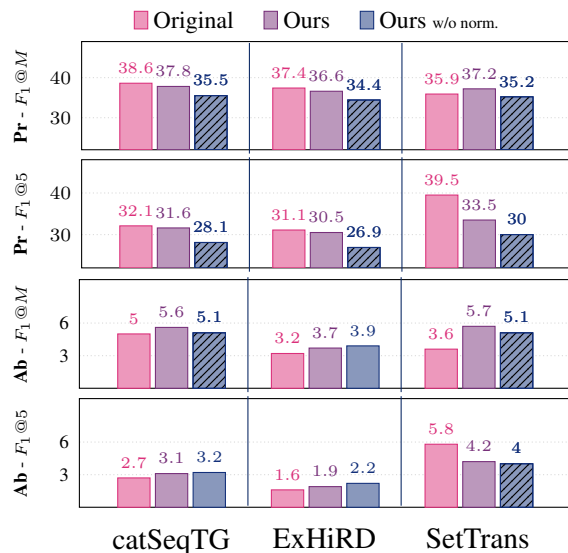 Original Ours Ours w/o norm.
Pr - F1@M
40
30
38.6 37.8 35.5 37.4 36.6 34.4 35.9 37.2 35.2
Pr - F1@5
40
30
32.1 31.6 28.1 31.1 30.5 26.9 39.5 33.5 30
Ab - F1@M
6
3
5 5.6 5.1 3.2 3.7 3.9 3.6 5.7 5.1
Ab - F1@5
6
3
2.7 3.1 3.2 1.6 1.9 2.2 5.8 4.2 4
catSeqTG ExHiRD SetTrans